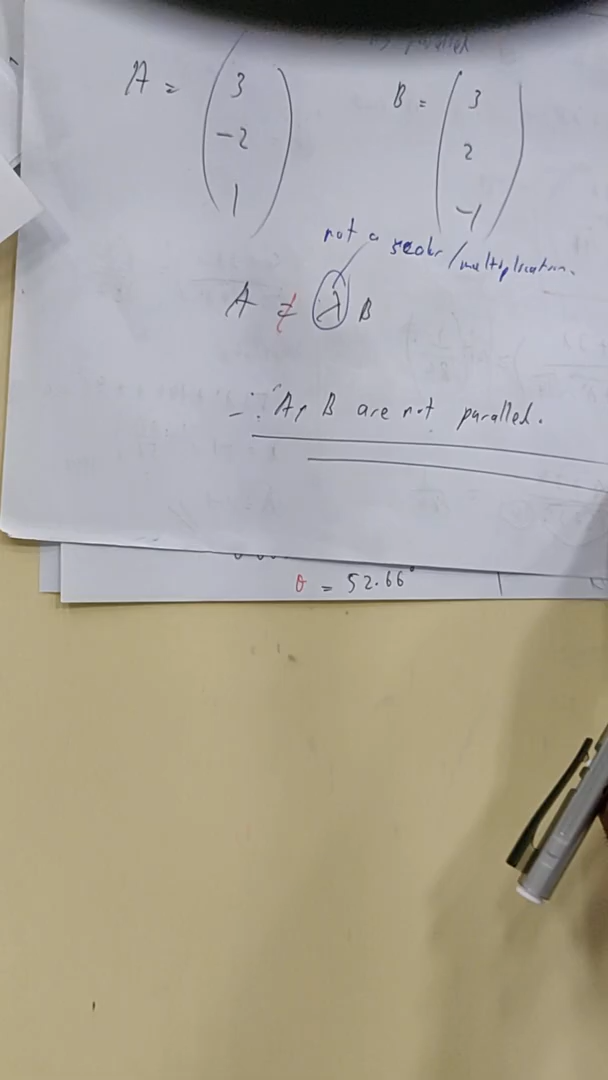 A = ( 3 -2 1 ) B = ( 3 2 -1 )
not a scalar/multiplication.
A ≠ λ B
∴ A, B are not parallel.
θ = 52.66°